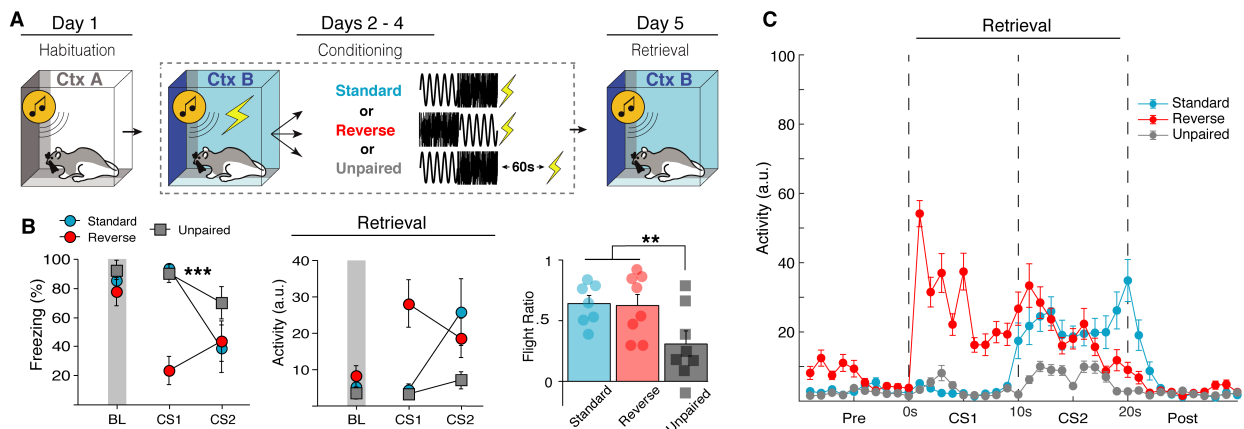 A
Day 1
Days 2 - 4
Day 5
Habituation
Conditioning
Retrieval
Ctx A
Ctx B
Standard
or
Reverse
or
Unpaired
60s
Ctx B
B
Standard
Reverse
Unpaired
Freezing (%)
100
80
60
40
20
***
BL
CS1
CS2
Retrieval
Activity (a.u.)
40
30
20
10
BL
CS1
CS2
Flight Ratio
1
.5
0
**
Standard
Reverse
Unpaired
C
Retrieval
Activity (a.u.)
100
80
60
40
20
Standard
Reverse
Unpaired
Pre
0s
CS1
10s
CS2
20s
Post